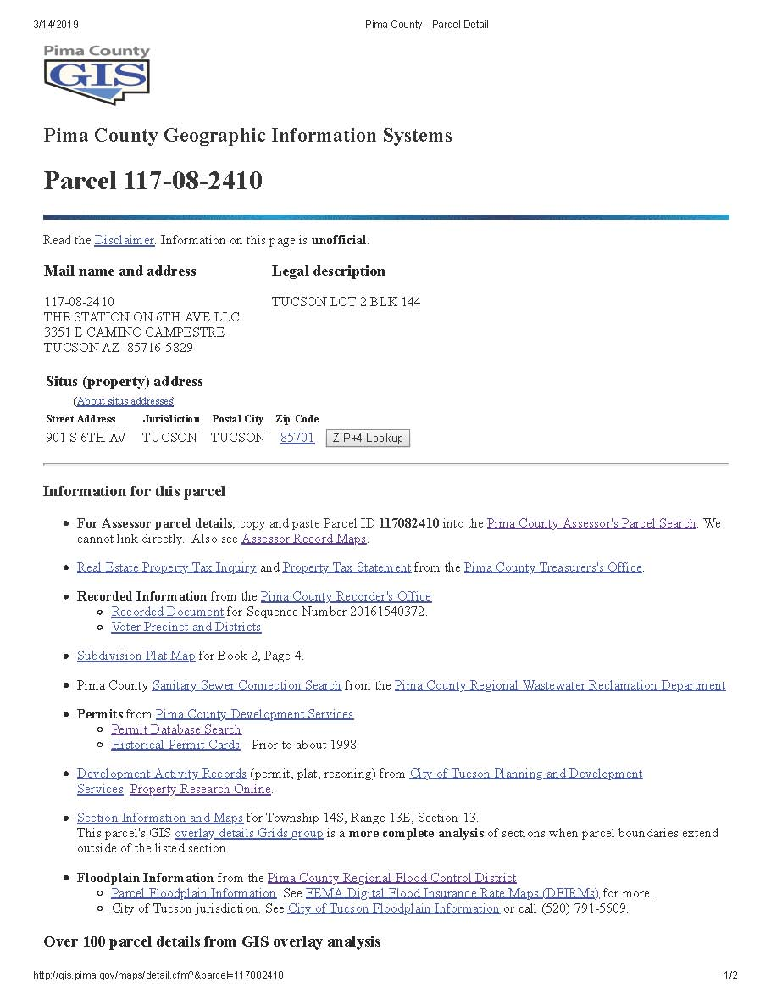 3/14/2019 Pima County - Parcel Detail
Pima County
GIS
Pima County Geographic Information Systems
Parcel 117-08-2410
Read the Disclaimer. Information on this page is unofficial.
Mail name and address Legal description
117-08-2410 TUCSON LOT 2 BLK 144
THE STATION ON 6TH AVE LLC
3351 E CAMINO CAMPESTRE
TUCSON AZ 85716-5829
Situs (property) address
(About situs addresses)
Street Address Jurisdiction Postal City Zip Code
901 S 6TH AV TUCSON TUCSON 85701 ZIP+4 Lookup
Information for this parcel
• For Assessor parcel details, copy and paste Parcel ID 117082410 into the Pima County Assessor's Parcel Search. We
cannot link directly. Also see Assessor Record Maps.
• Real Estate Property Tax Inquiry and Property Tax Statement from the Pima County Treasurers's Office.
• Recorded Information from the Pima County Recorder's Office
○ Recorded Document for Sequence Number 20161540372.
○ Voter Precinct and Districts
• Subdivision Plat Map for Book 2, Page 4.
• Pima County Sanitary Sewer Connection Search from the Pima County Regional Wastewater Reclamation Department
• Permits from Pima County Development Services
○ Permit Database Search
○ Historical Permit Cards - Prior to about 1998
• Development Activity Records (permit, plat, rezoning) from City of Tucson Planning and Development
Services Property Research Online.
• Section Information and Maps for Township 14S, Range 13E, Section 13.
This parcel's GIS overlay details Grids group is a more complete analysis of sections when parcel boundaries extend
outside of the listed section.
• Floodplain Information from the Pima County Regional Flood Control District
○ Parcel Floodplain Information. See FEMA Digital Flood Insurance Rate Maps (DFIRMs) for more.
○ City of Tucson jurisdiction. See City of Tucson Floodplain Information or call (520) 791-5609.
Over 100 parcel details from GIS overlay analysis
http://gis.pima.gov/maps/detail.cfm?&parcel=117082410 1/2